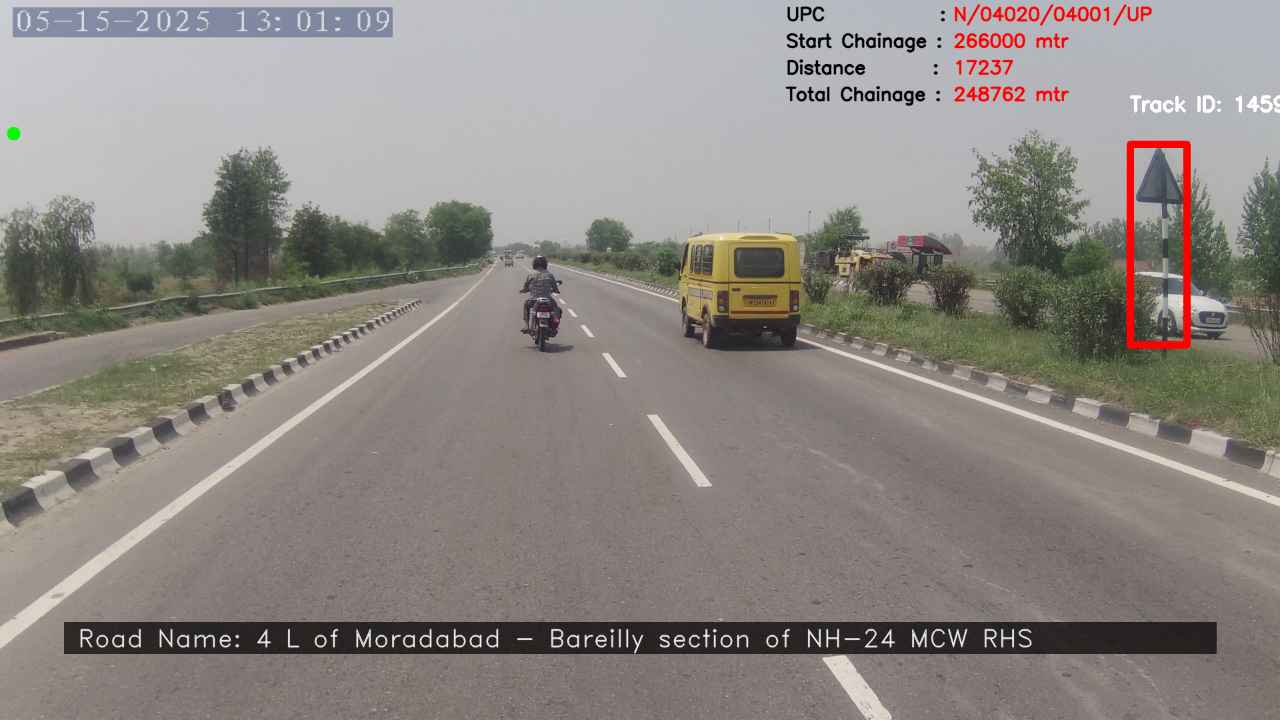 05-15-2025 13:01:09
UPC : N/04020/04001/UP
Start Chainage : 266000 mtr
Distance : 17237
Total Chainage : 248762 mtr
Track ID: 1459
Road Name: 4 L of Moradabad - Bareilly section of NH-24 MCW RHS